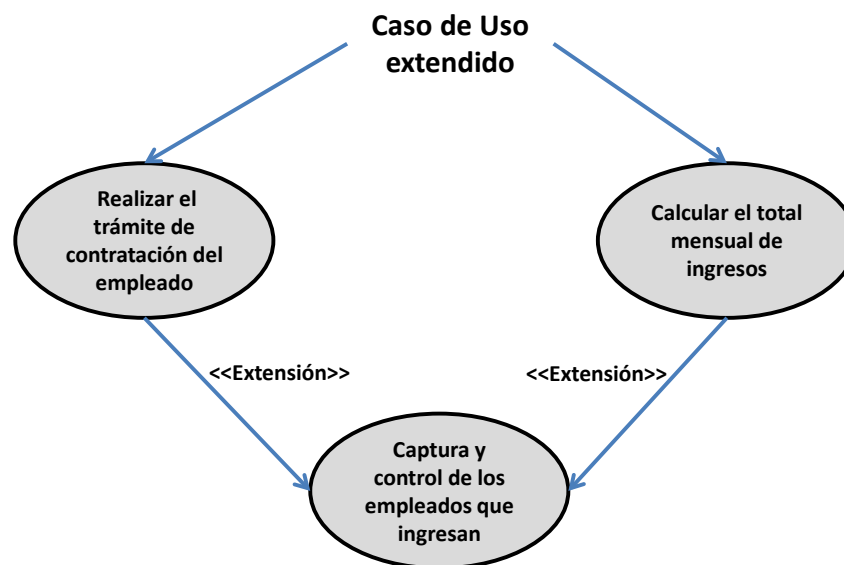 Caso de Uso
extendido
Realizar el
trámite de
contratación del
empleado
Calcular el total
mensual de
ingresos
<<Extensión>>
<<Extensión>>
Captura y
control de los
empleados que
ingresan